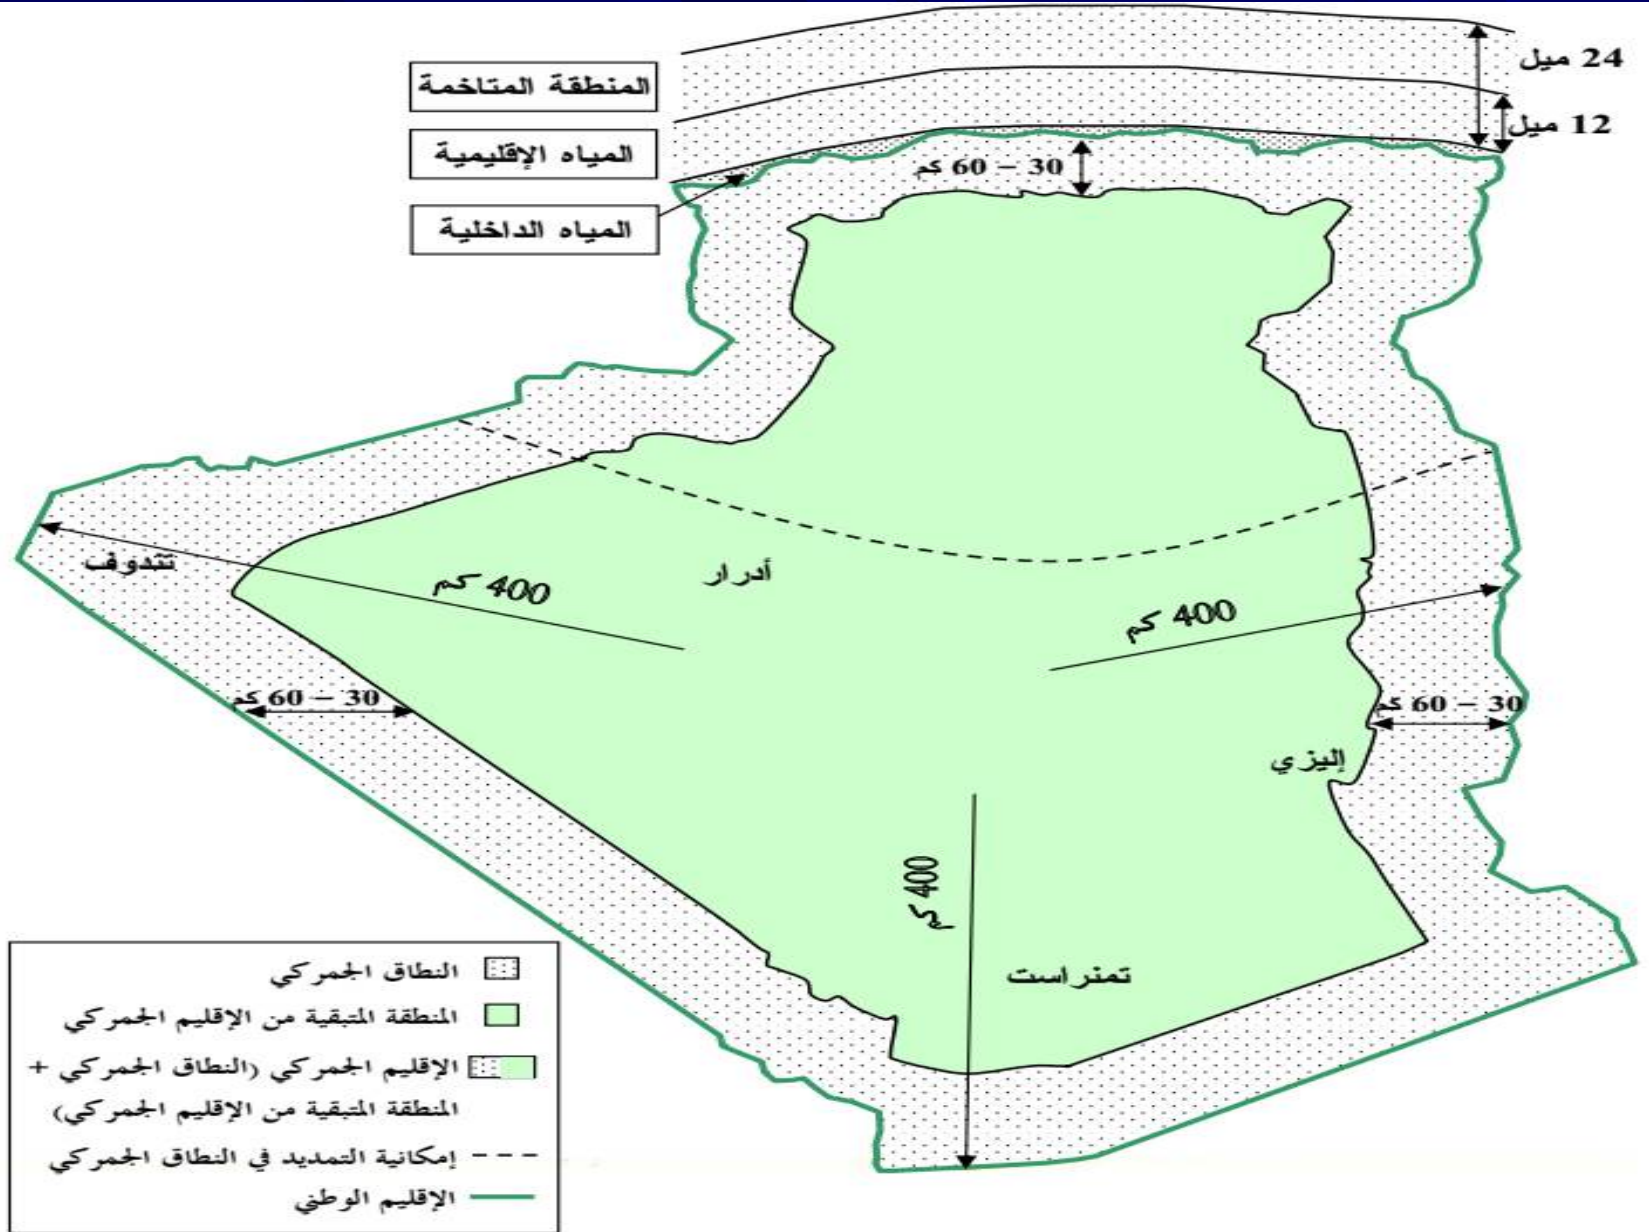 24 ميل
المنطقة المتاخمة
12 ميل
المياه الإقليمية
30 – 60 كم
المياه الداخلية
تتدوف
400 كم
أدرار
400 كم
30 – 60 كم
30 – 60 كم
إليزي
400 كم
تمنراست
النطاق الجمركي
المنطقة المتبقية من الإقليم الجمركي
الإقليم الجمركي (النطاق الجمركي +
المنطقة المتبقية من الإقليم الجمركي)
إمكانية التمديد في النطاق الجمركي
الإقليم الوطني